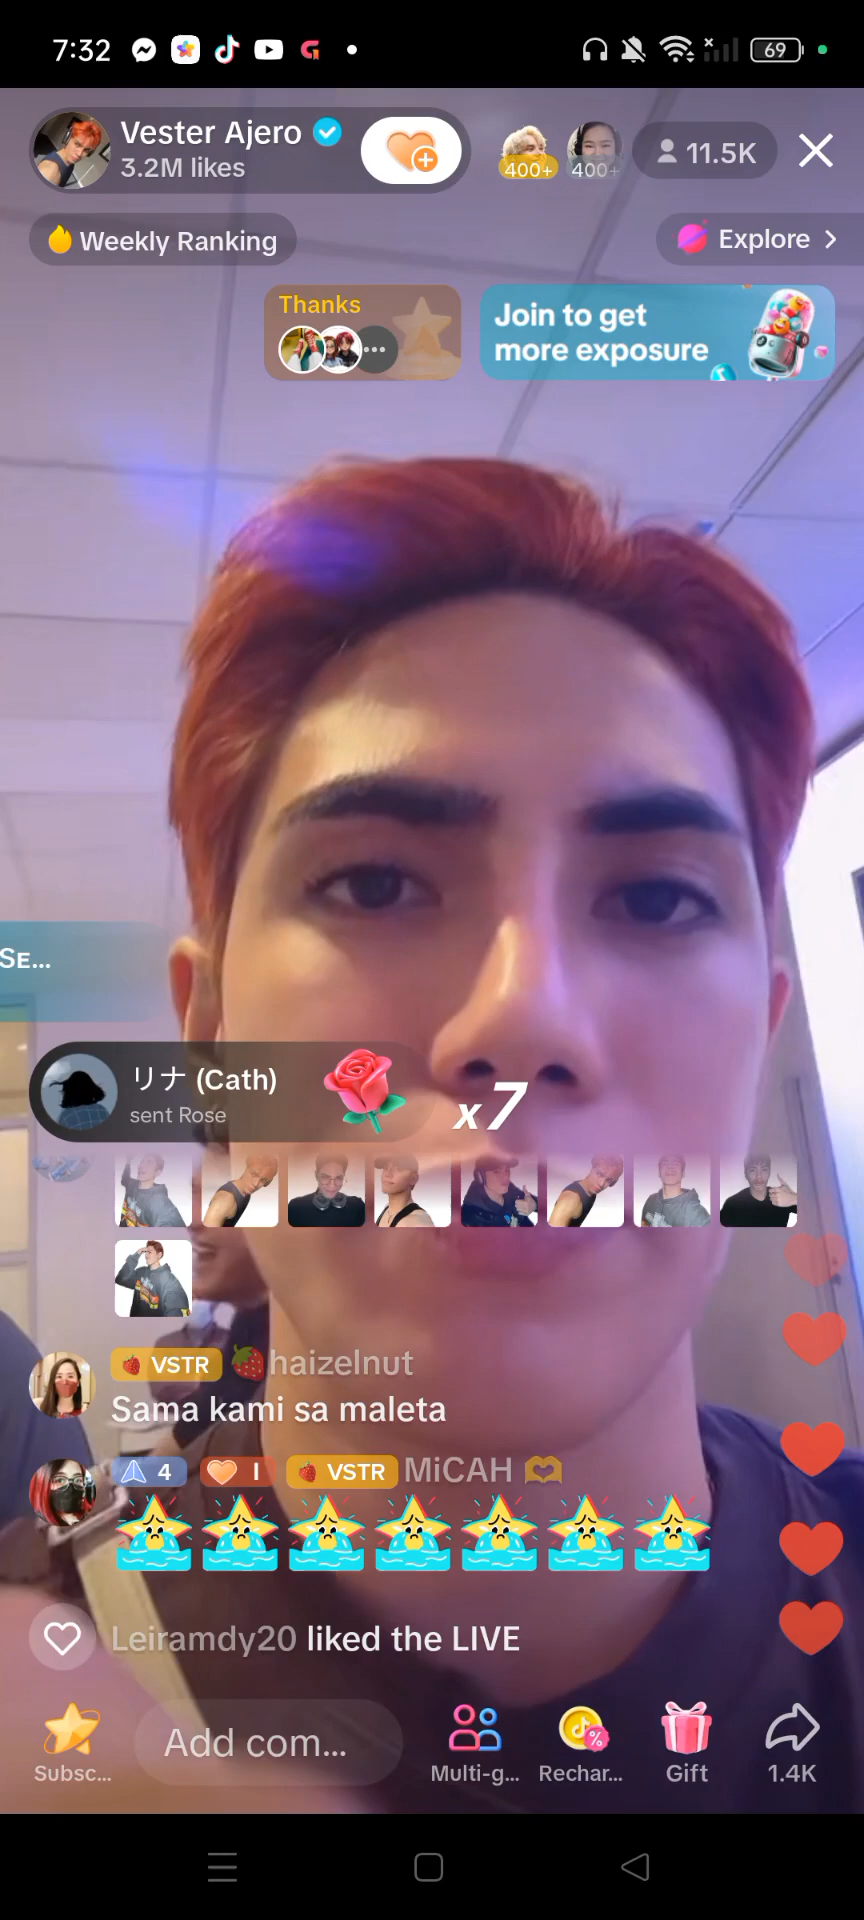 7:32
69
Vester Ajero
3.2M likes
400+
400+
11.5K
Weekly Ranking
Explore
Thanks
Join to get
more exposure
SE...
リナ (Cath)
sent Rose
x7
VSTR haizelnut
Sama kami sa maleta
4 I VSTR MiCAH
Leiramdy20 liked the LIVE
Add com...
Subsc...
Multi-g...
Rechar...
Gift
1.4K